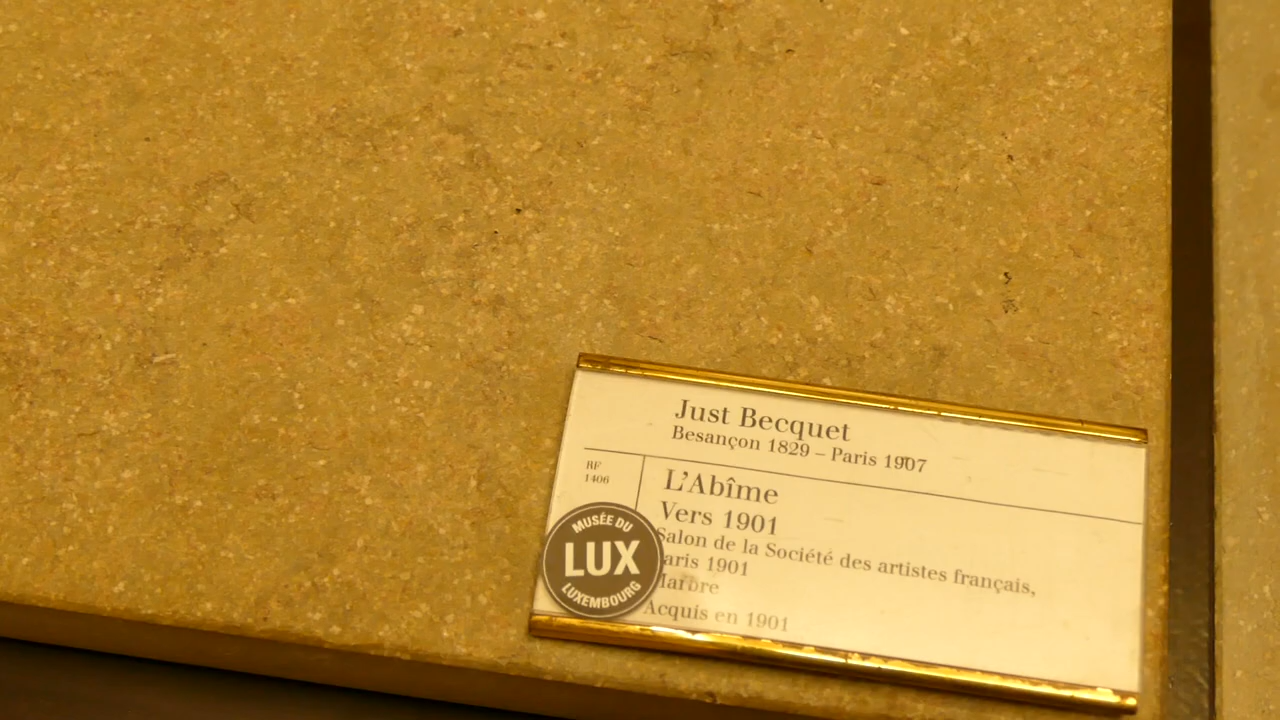 Just Becquet
Besançon 1829 – Paris 1907
RF
1406
L'Abîme
Vers 1901
Salon de la Société des artistes français,
aris 1901
arbre
Acquis en 1901
MUSÉE DU
LUX
LUXEMBOURG